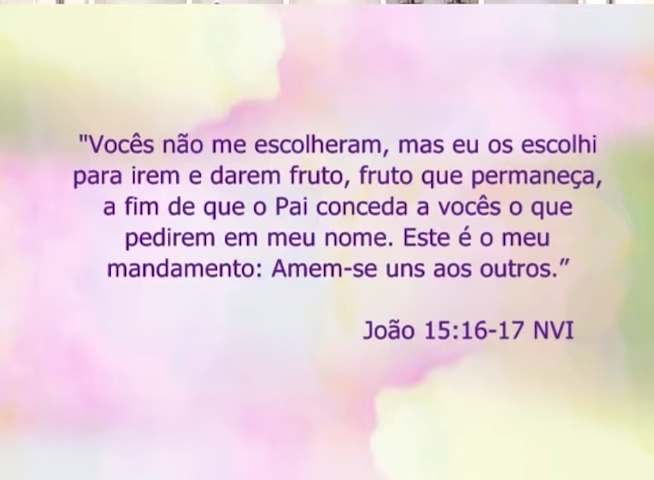 "Vocês não me escolheram, mas eu os escolhi
para irem e darem fruto, fruto que permaneça,
a fim de que o Pai conceda a vocês o que
pedirem em meu nome. Este é o meu
mandamento: Amem-se uns aos outros.”
João 15:16-17 NVI